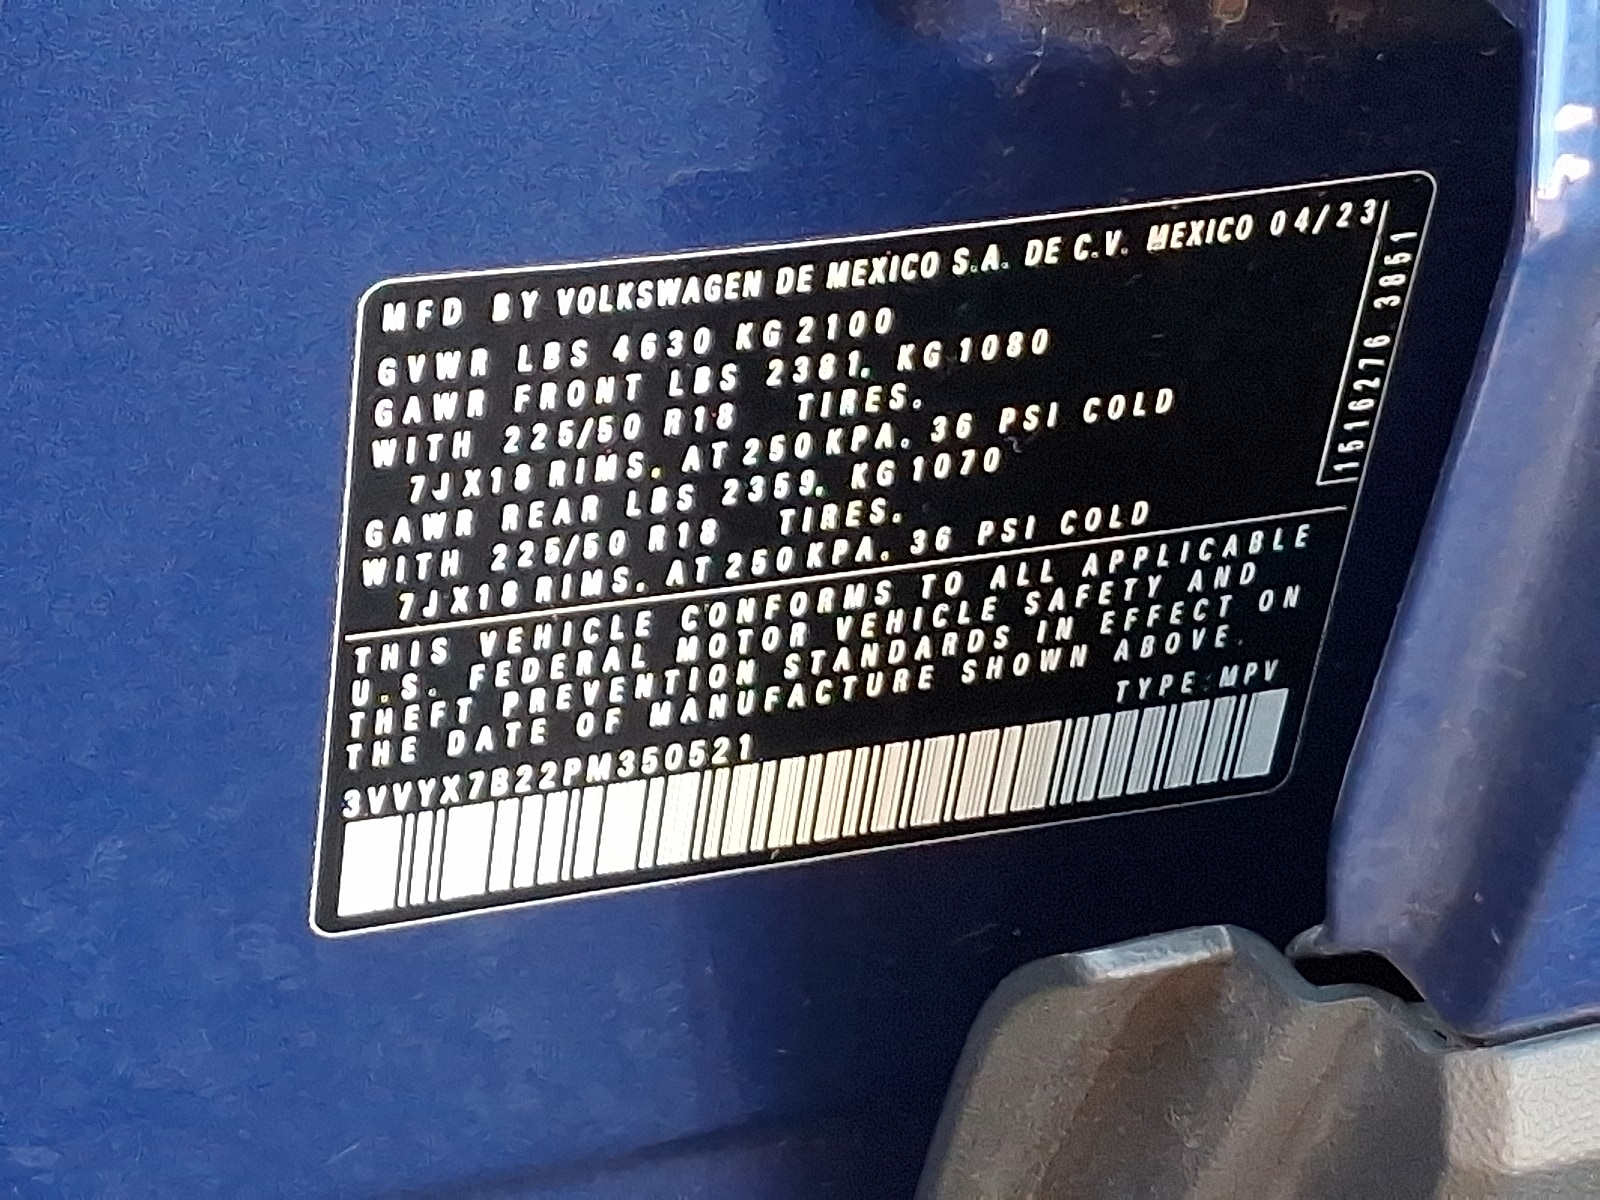 MFD BY VOLKSWAGEN DE MEXICO S.A. DE C.V. MEXICO 04/23
GVWR LBS 4630 KG 2100
GAWR FRONT LBS 2381. KG 1080
WITH 225/50 R18 TIRES.
7JX18 RIMS. AT 250 KPA. 36 PSI COLD
GAWR REAR LBS 2359. KG 1070
WITH 225/50 R18 TIRES.
7JX18 RIMS. AT 250 KPA. 36 PSI COLD
THIS VEHICLE CONFORMS TO ALL APPLICABLE
U.S. FEDERAL MOTOR VEHICLE SAFETY AND
THEFT PREVENTION STANDARDS IN EFFECT ON
THE DATE OF MANUFACTURE SHOWN ABOVE.
3VVYX7B22PM350521 TYPE: MPV
1516276 3851